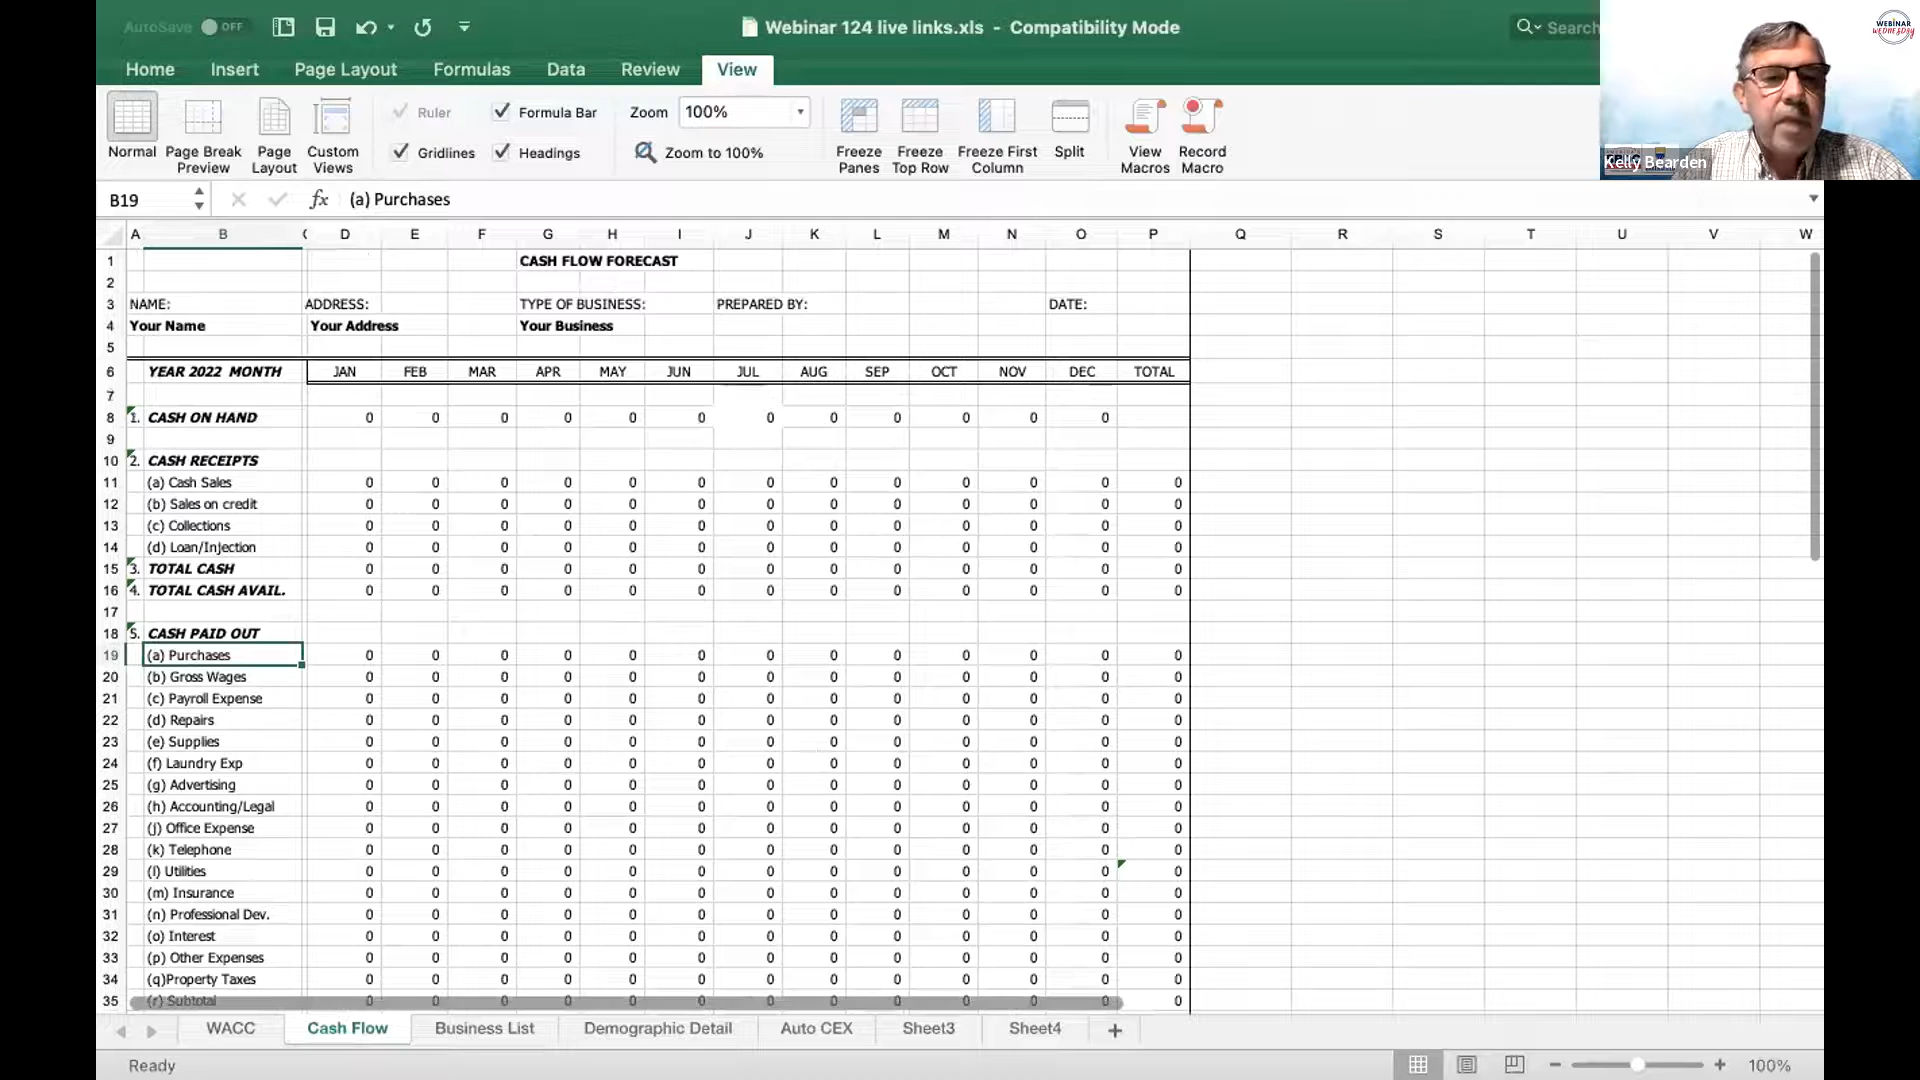 AutoSave OFF
Webinar 124 live links.xls - Compatibility Mode
Search
WEBINAR
WEDNESDAY
Home Insert Page Layout Formulas Data Review View
Ruler Formula Bar Zoom 100%
Gridlines Headings Zoom to 100%
Normal Page Break Preview Page Layout Custom Views Freeze Panes Freeze Top Row Freeze First Column Split View Macros Record Macro
Kelly Bearden
B19 fx (a) Purchases
A B C D E F G H I J K L M N O P Q R S T U V W
1 CASH FLOW FORECAST
2
3 NAME: ADDRESS: TYPE OF BUSINESS: PREPARED BY: DATE:
4 Your Name Your Address Your Business
5
6 YEAR 2022 MONTH JAN FEB MAR APR MAY JUN JUL AUG SEP OCT NOV DEC TOTAL
7
8 1. CASH ON HAND 0 0 0 0 0 0 0 0 0 0 0 0
9
10 2. CASH RECEIPTS
11 (a) Cash Sales 0 0 0 0 0 0 0 0 0 0 0 0 0
12 (b) Sales on credit 0 0 0 0 0 0 0 0 0 0 0 0 0
13 (c) Collections 0 0 0 0 0 0 0 0 0 0 0 0 0
14 (d) Loan/Injection 0 0 0 0 0 0 0 0 0 0 0 0 0
15 3. TOTAL CASH 0 0 0 0 0 0 0 0 0 0 0 0 0
16 4. TOTAL CASH AVAIL. 0 0 0 0 0 0 0 0 0 0 0 0 0
17
18 5. CASH PAID OUT
19 (a) Purchases 0 0 0 0 0 0 0 0 0 0 0 0 0
20 (b) Gross Wages 0 0 0 0 0 0 0 0 0 0 0 0 0
21 (c) Payroll Expense 0 0 0 0 0 0 0 0 0 0 0 0 0
22 (d) Repairs 0 0 0 0 0 0 0 0 0 0 0 0 0
23 (e) Supplies 0 0 0 0 0 0 0 0 0 0 0 0 0
24 (f) Laundry Exp 0 0 0 0 0 0 0 0 0 0 0 0 0
25 (g) Advertising 0 0 0 0 0 0 0 0 0 0 0 0 0
26 (h) Accounting/Legal 0 0 0 0 0 0 0 0 0 0 0 0 0
27 (j) Office Expense 0 0 0 0 0 0 0 0 0 0 0 0 0
28 (k) Telephone 0 0 0 0 0 0 0 0 0 0 0 0 0
29 (l) Utilities 0 0 0 0 0 0 0 0 0 0 0 0 0
30 (m) Insurance 0 0 0 0 0 0 0 0 0 0 0 0 0
31 (n) Professional Dev. 0 0 0 0 0 0 0 0 0 0 0 0 0
32 (o) Interest 0 0 0 0 0 0 0 0 0 0 0 0 0
33 (p) Other Expenses 0 0 0 0 0 0 0 0 0 0 0 0 0
34 (q)Property Taxes 0 0 0 0 0 0 0 0 0 0 0 0 0
35 (r) Subtotal 0 0 0 0 0 0 0 0 0 0 0 0 0
WACC Cash Flow Business List Demographic Detail Auto CEX Sheet3 Sheet4 +
Ready - + 100%